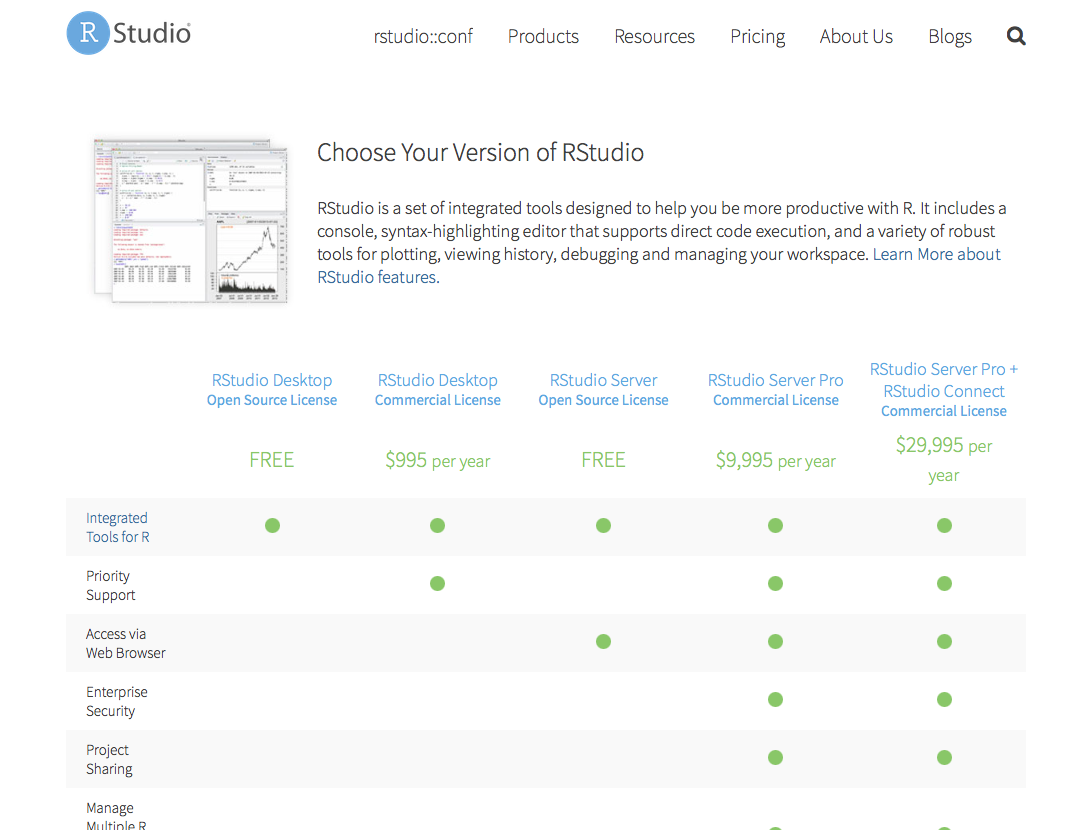 R Studio®
rstudio::conf Products Resources Pricing About Us Blogs
Choose Your Version of RStudio
RStudio is a set of integrated tools designed to help you be more productive with R. It includes a
console, syntax-highlighting editor that supports direct code execution, and a variety of robust
tools for plotting, viewing history, debugging and managing your workspace. Learn More about
RStudio features.
RStudio Desktop
Open Source License
RStudio Desktop
Commercial License
RStudio Server
Open Source License
RStudio Server Pro
Commercial License
RStudio Server Pro +
RStudio Connect
Commercial License
FREE
$995 per year
FREE
$9,995 per year
$29,995 per
year
Integrated
Tools for R
Priority
Support
Access via
Web Browser
Enterprise
Security
Project
Sharing
Manage
Multiple R